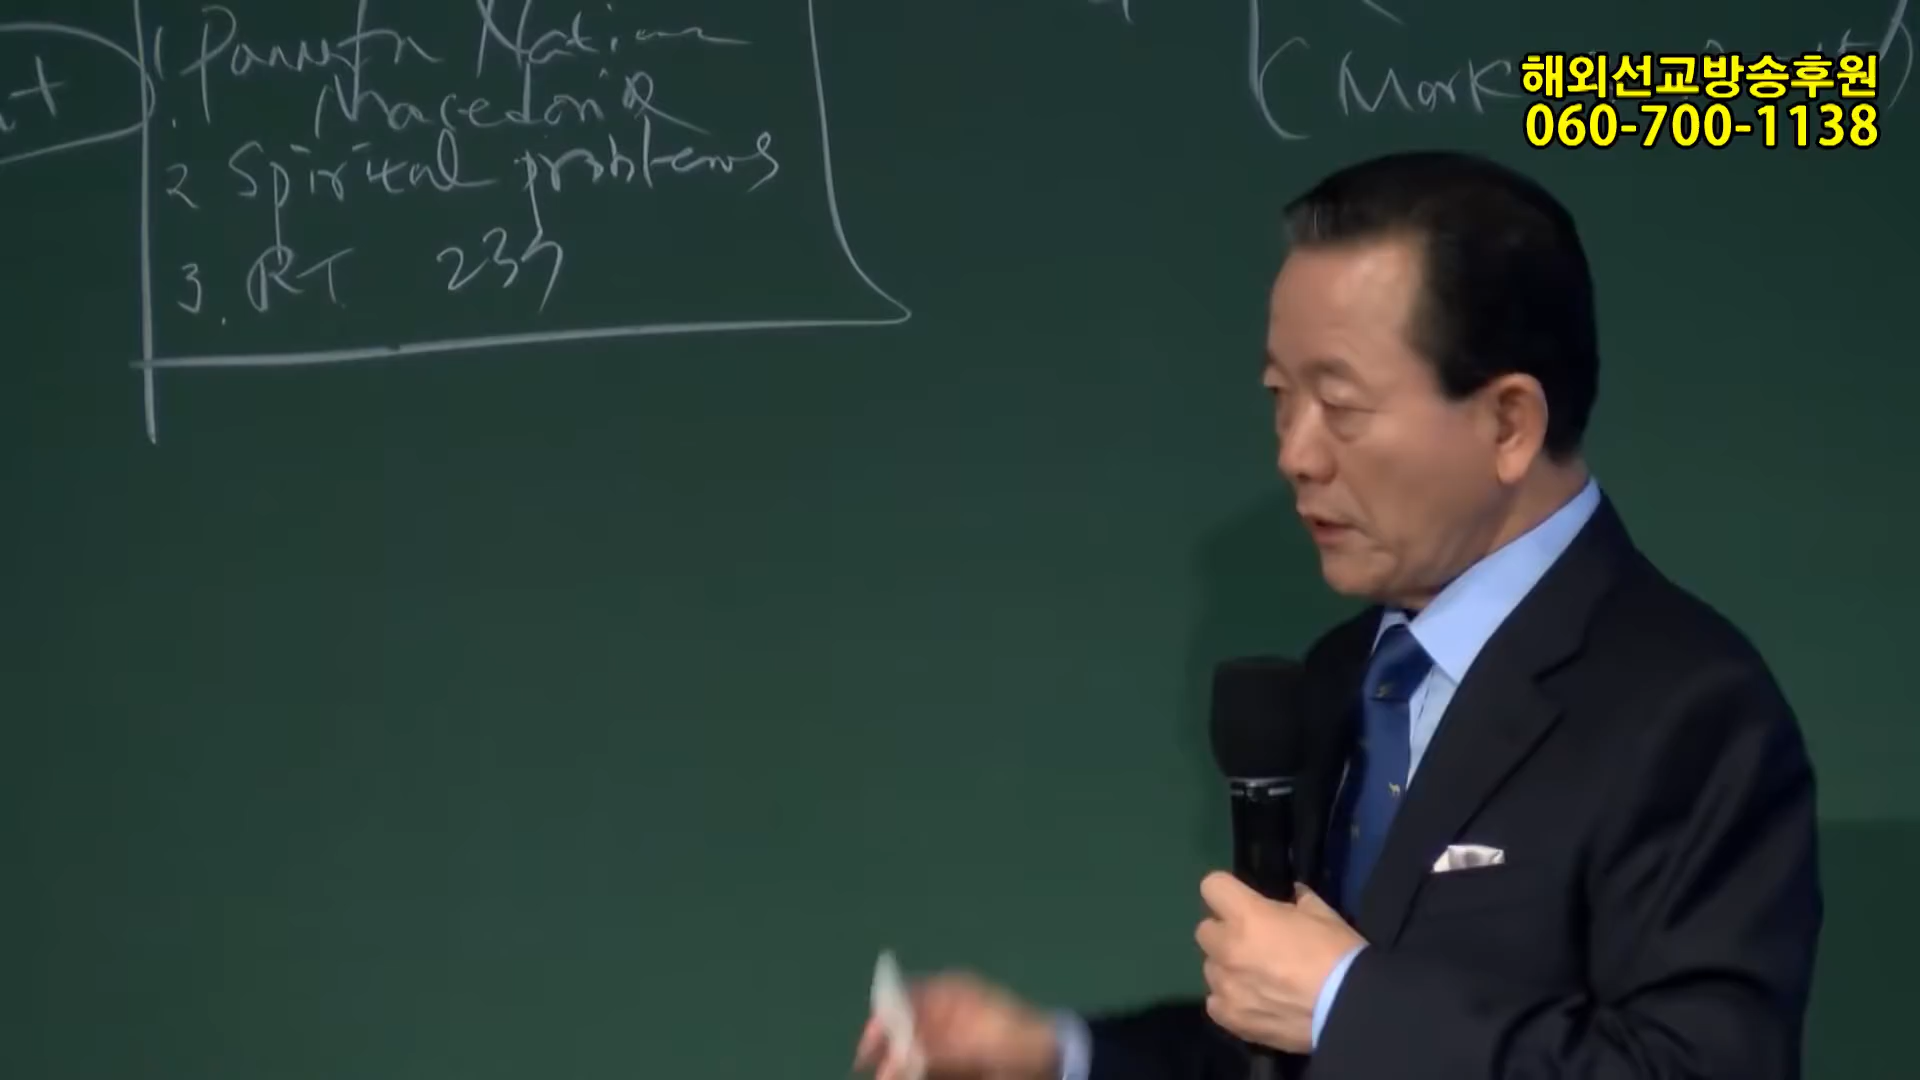 해외선교방송후원
060-700-1138
1. Nation
Macedonia
2 Spirital problems
3. RT 237
(Mark